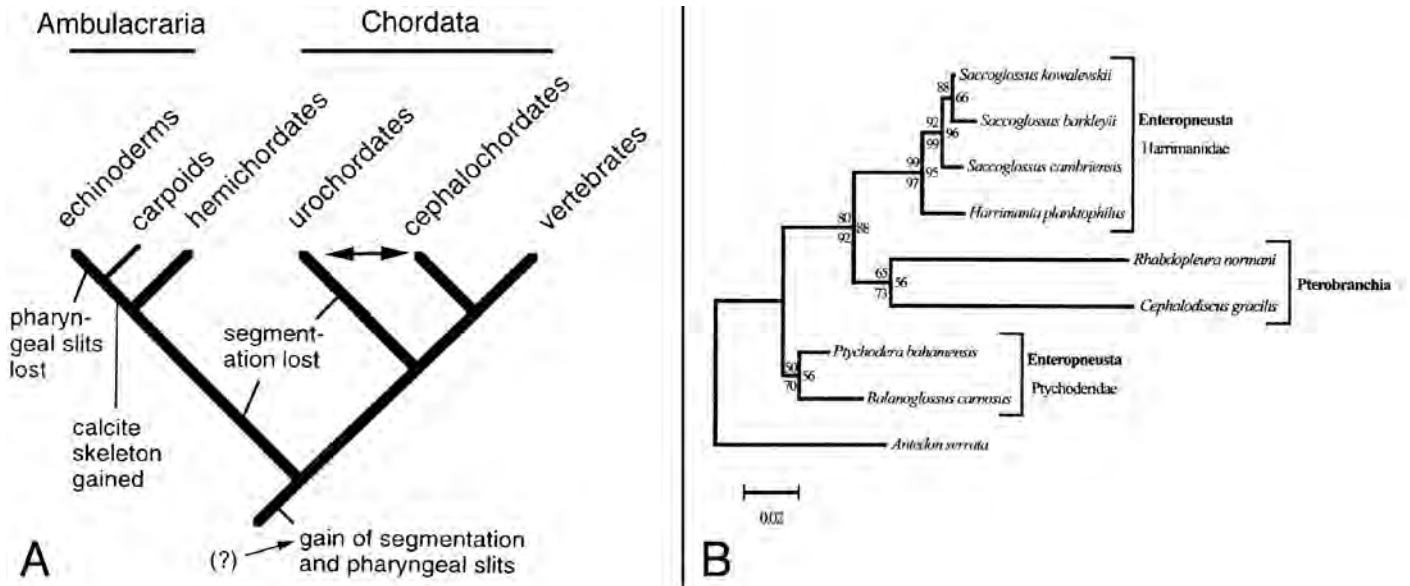 Ambulacraria
Chordata
echinoderms
carpoids
hemichordates
urochordates
cephalochordates
vertebrates
pharyn-
geal slits
lost
segment-
ation lost
calcite
skeleton
gained
(?)
gain of segmentation
and pharyngeal slits
A
Saccoglossus kowalevskii
88
66
Saccoglossus barkleyii
92
96
99
Enteropneusta
Harrimaniidae
Saccoglossus cambriensis
99
95
97
Harrimania planktophilus
80
88
92
Rhabdopleura normani
65
56
73
Pterobranchia
Cephalodiscus gracilis
Ptychodera bahamensis
50
56
70
Enteropneusta
Ptychoderidae
Balanoglossus carnosus
Antedon serrata
0.02
B